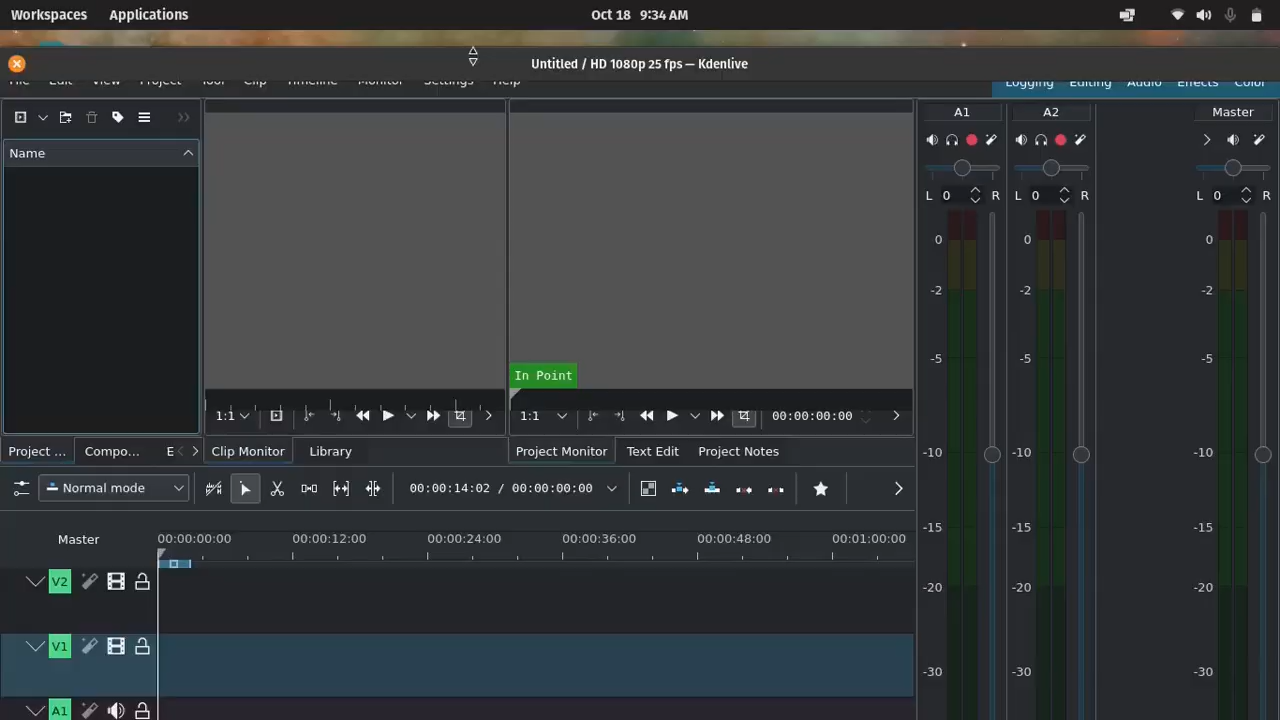 Workspaces Applications Oct 18 9:34 AM
Untitled / HD 1080p 25 fps — Kdenlive
File Edit View Project Tool Clip Timeline Monitor Settings Help Logging Editing Audio Effects Color
A1 A2 Master
Name
L 0 R L 0 R L 0 R
0 0 0
-2 -2 -2
-5 -5 -5
In Point
1:1 1:1 00:00:00:00
Project ... Compo... E Clip Monitor Library Project Monitor Text Edit Project Notes
-10 -10 -10
Normal mode 00:00:14:02 / 00:00:00:00
-15 -15 -15
Master 00:00:00:00 00:00:12:00 00:00:24:00 00:00:36:00 00:00:48:00 00:01:00:00
V2
-20 -20 -20
V1
-30 -30 -30
A1